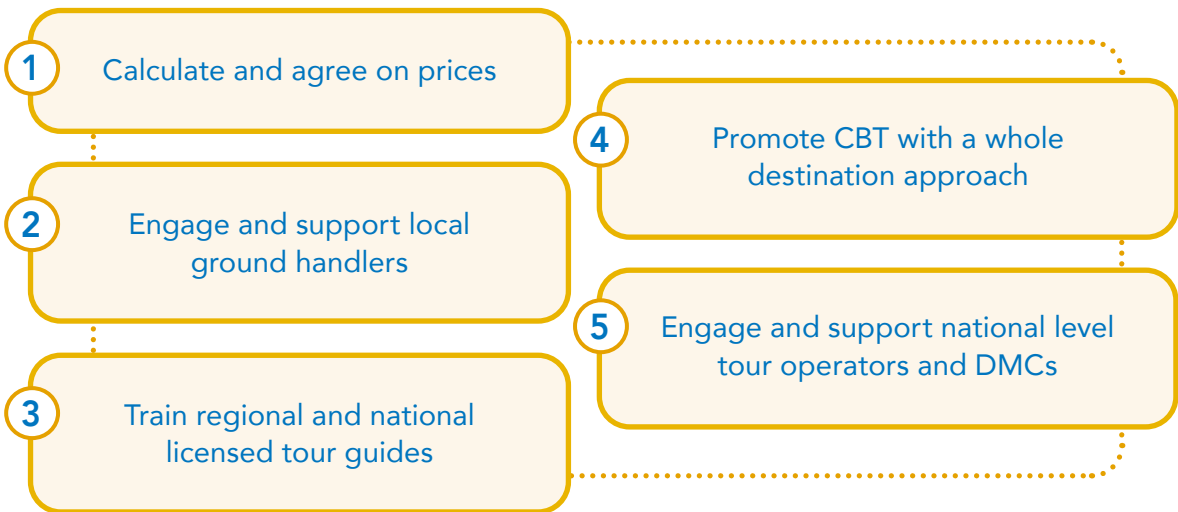 1
Calculate and agree on prices
2
Engage and support local
ground handlers
3
Train regional and national
licensed tour guides
4
Promote CBT with a whole
destination approach
5
Engage and support national level
tour operators and DMCs